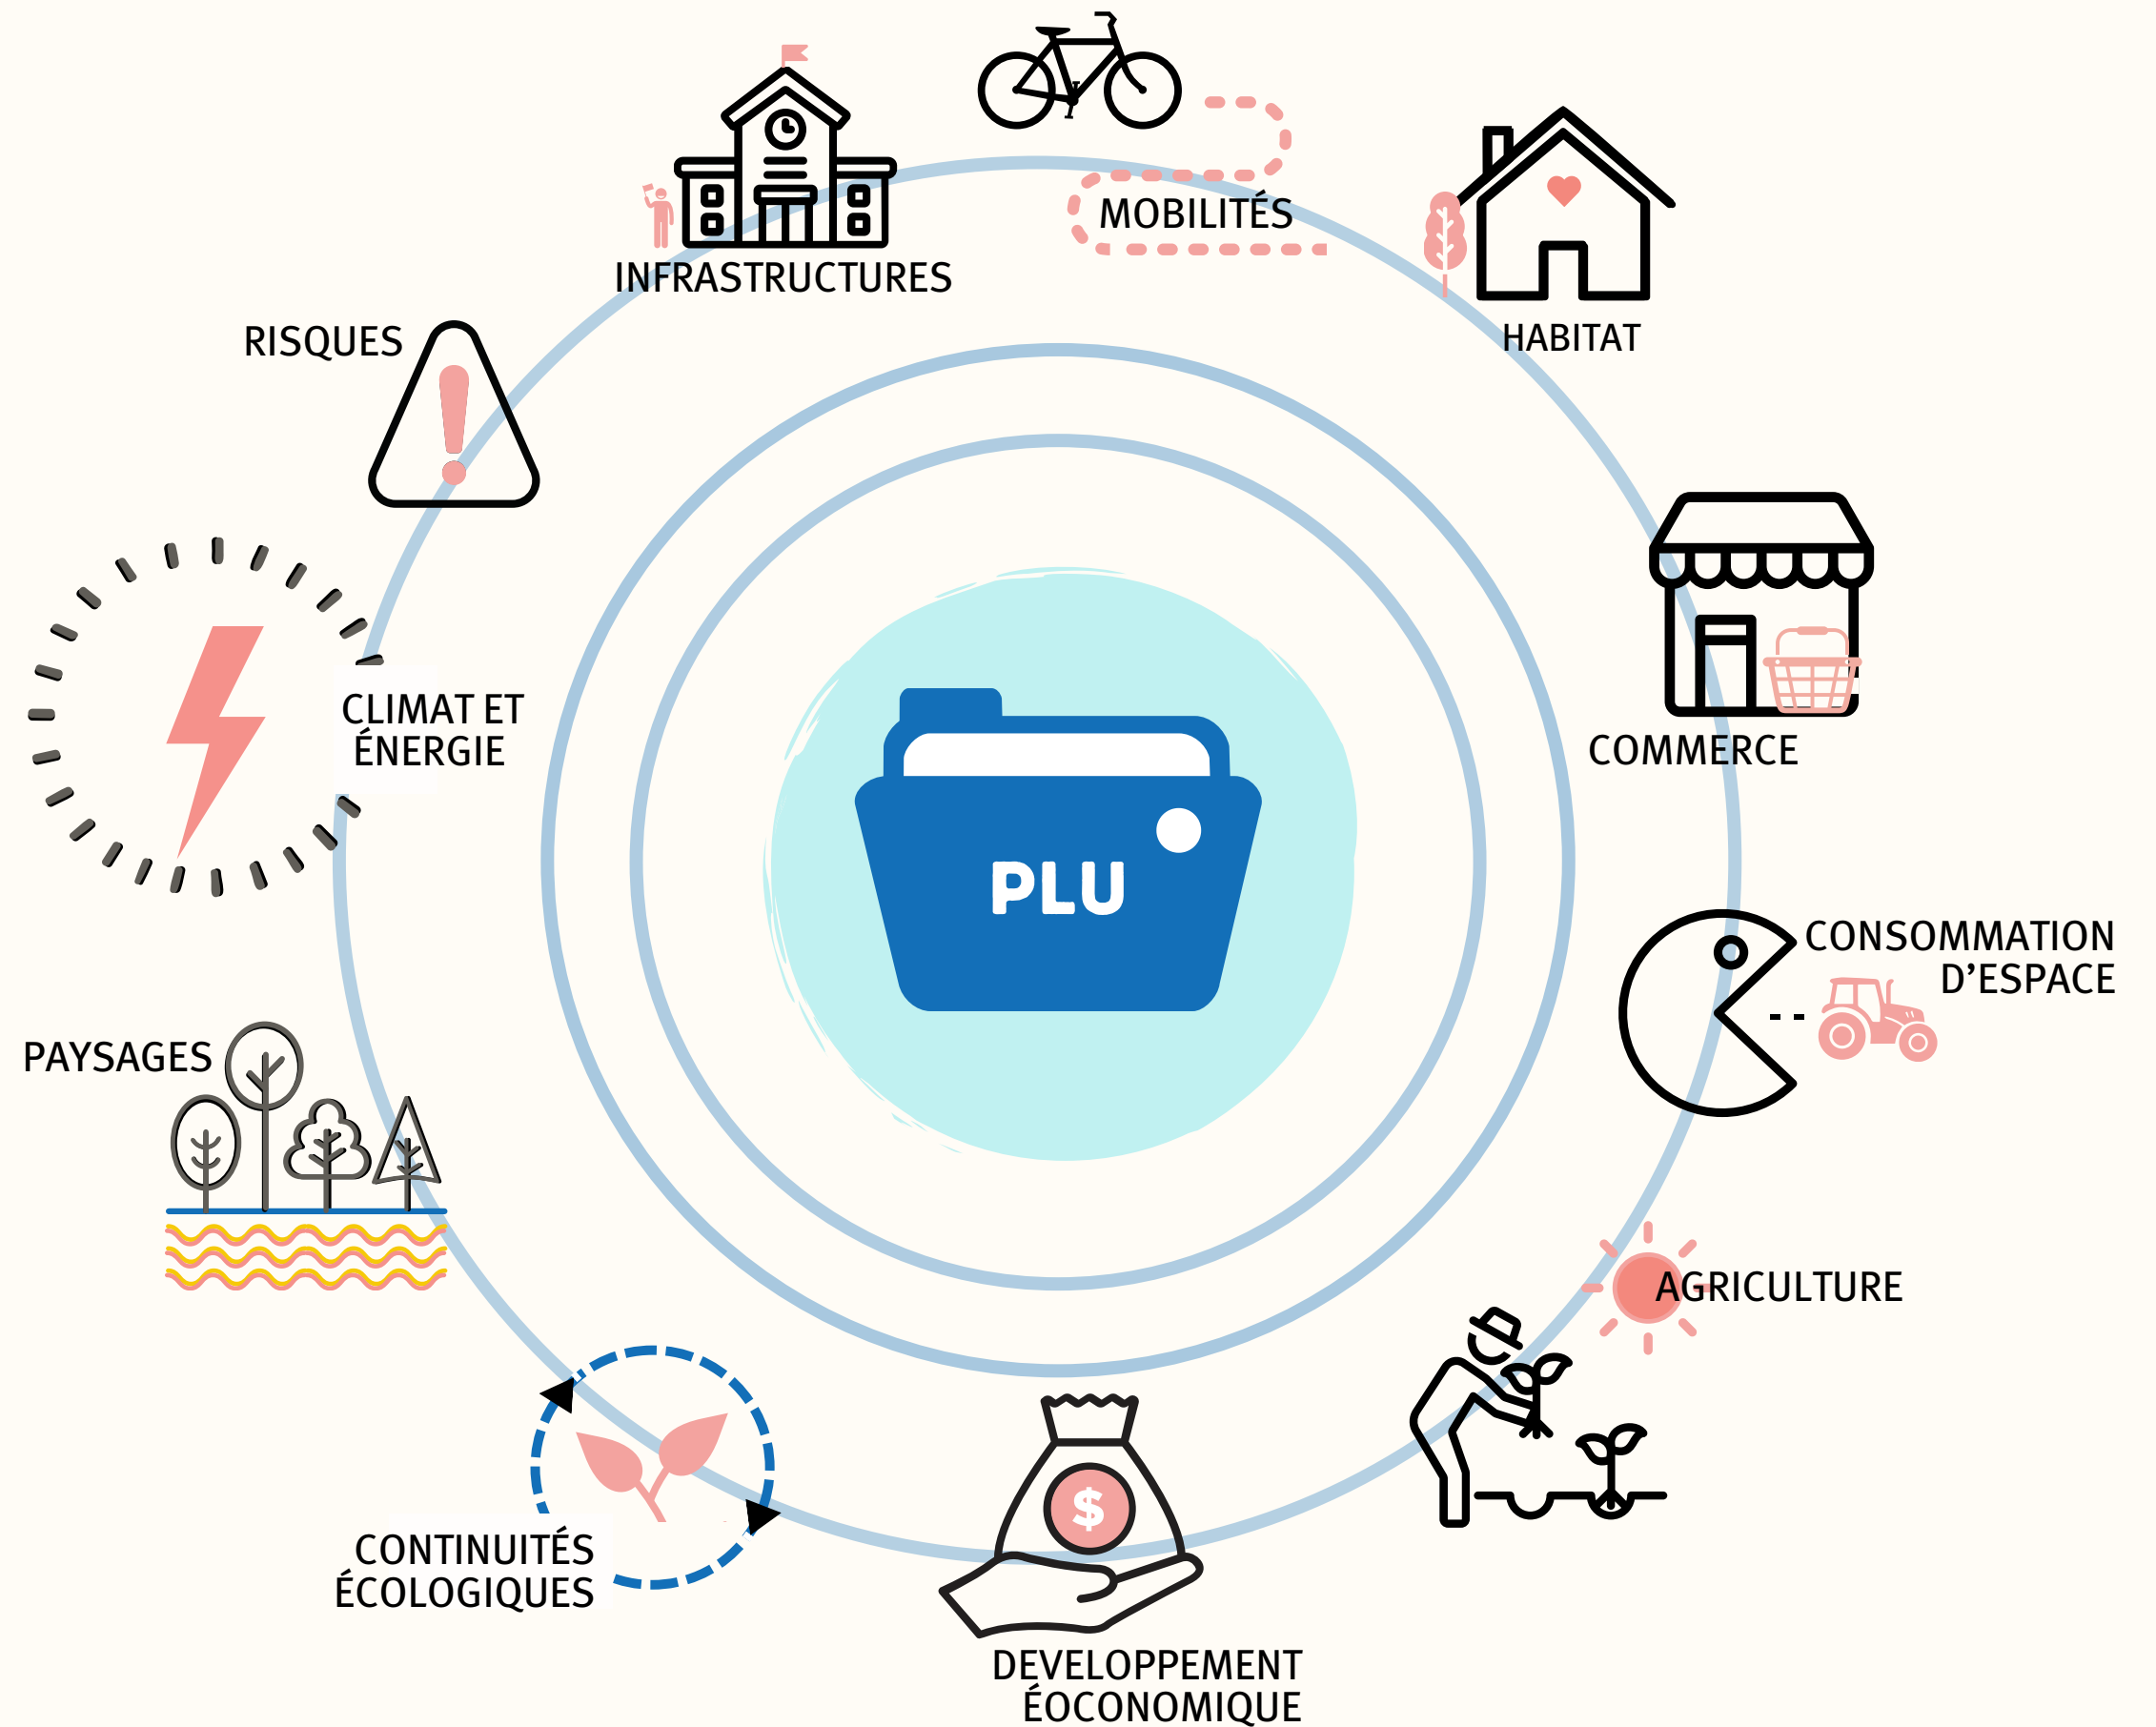 MOBILITÉS
INFRASTRUCTURES
HABITAT
RISQUES
CLIMAT ET
ÉNERGIE
COMMERCE
PLU
CONSOMMATION
D’ESPACE
PAYSAGES
AGRICULTURE
$
CONTINUITÉS
ÉCOLOGIQUES
DEVELOPPEMENT
ÉOCONOMIQUE